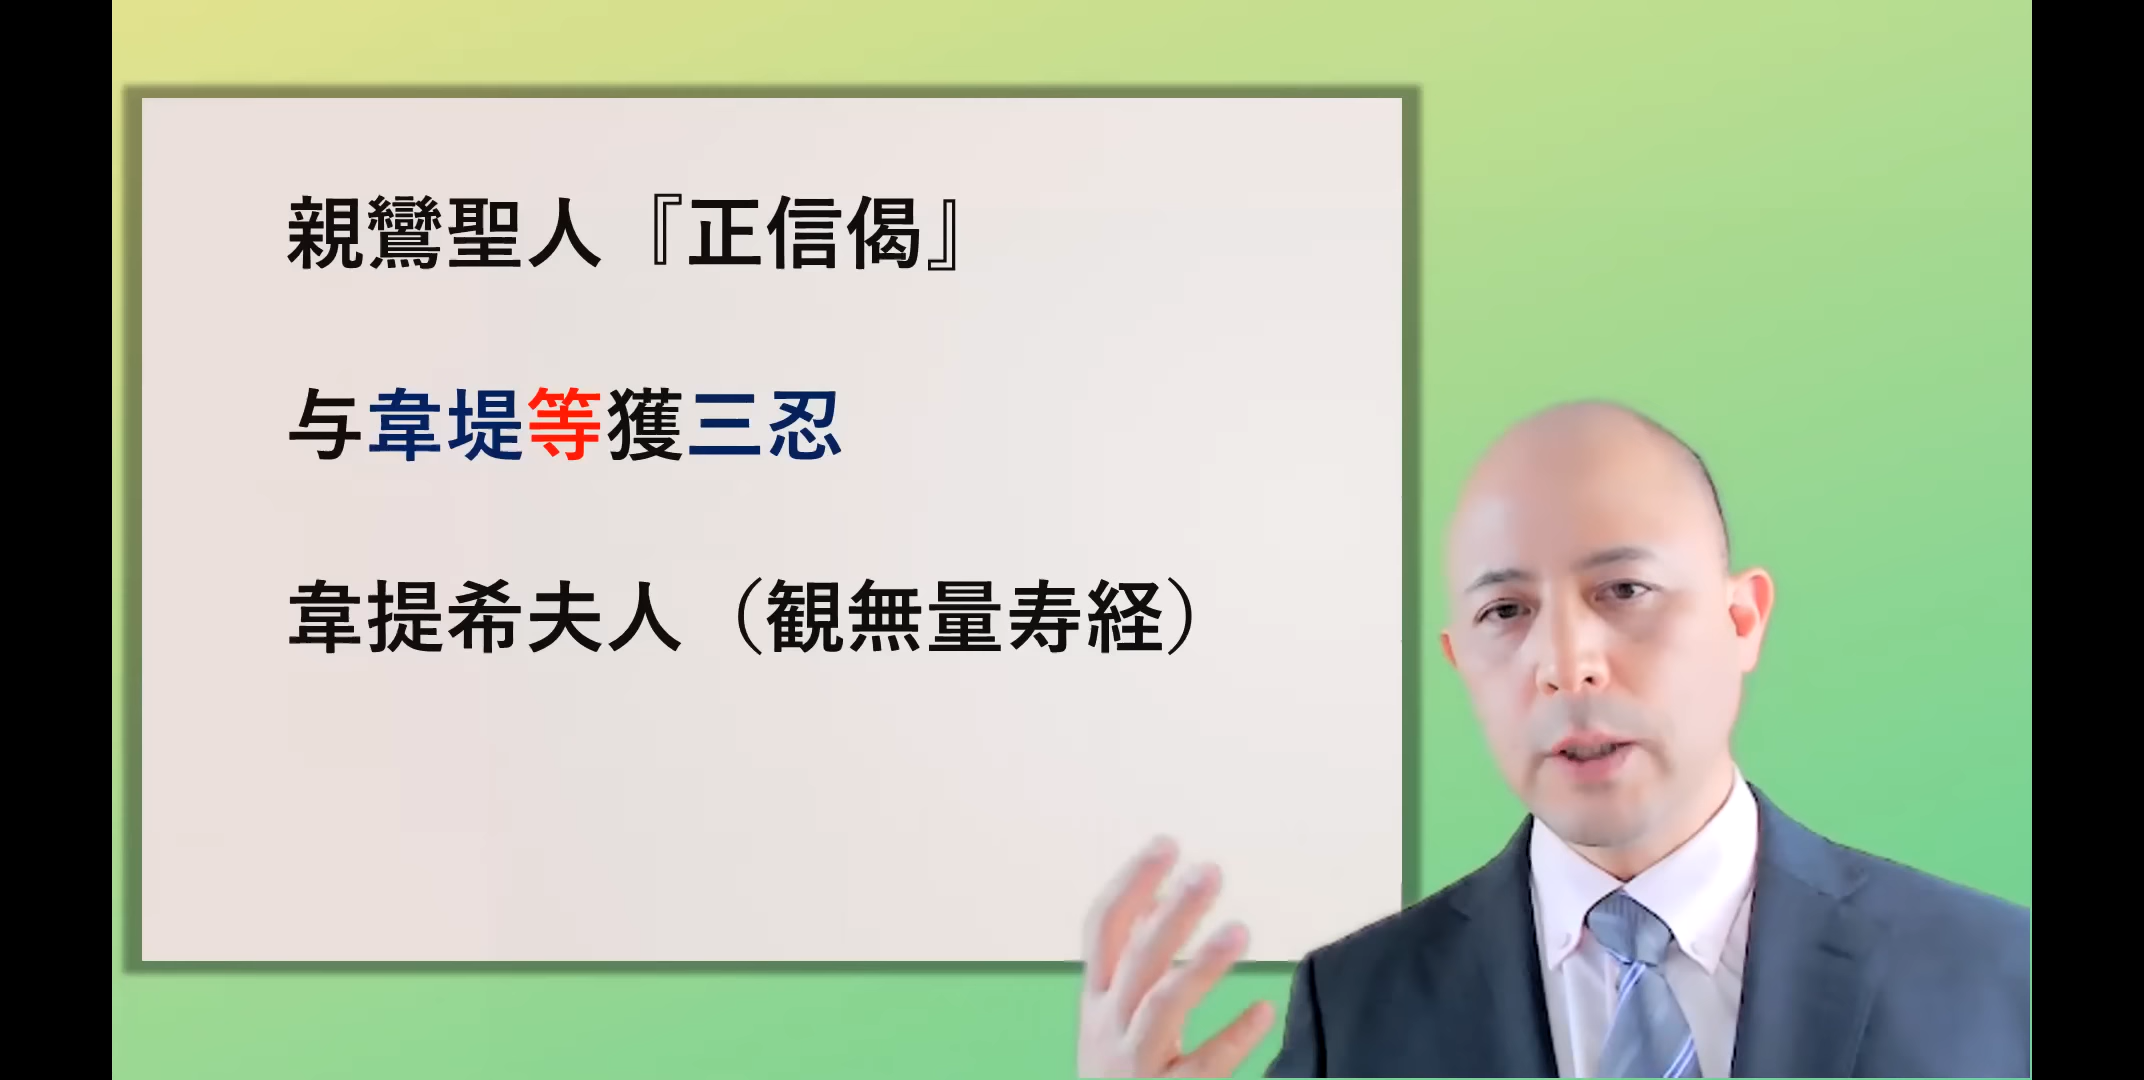 親鸞聖人『正信偈』
与韋堤等獲三忍
韋提希夫人（観無量寿経）